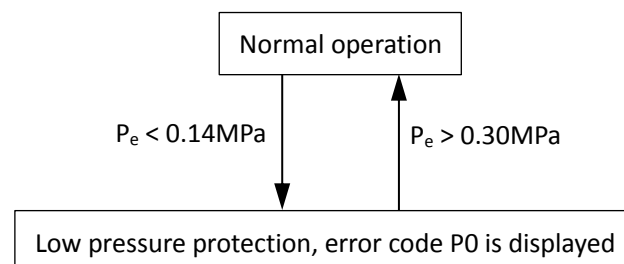 Normal operation
Pₑ < 0.14MPa
Pₑ > 0.30MPa
Low pressure protection, error code P0 is displayed